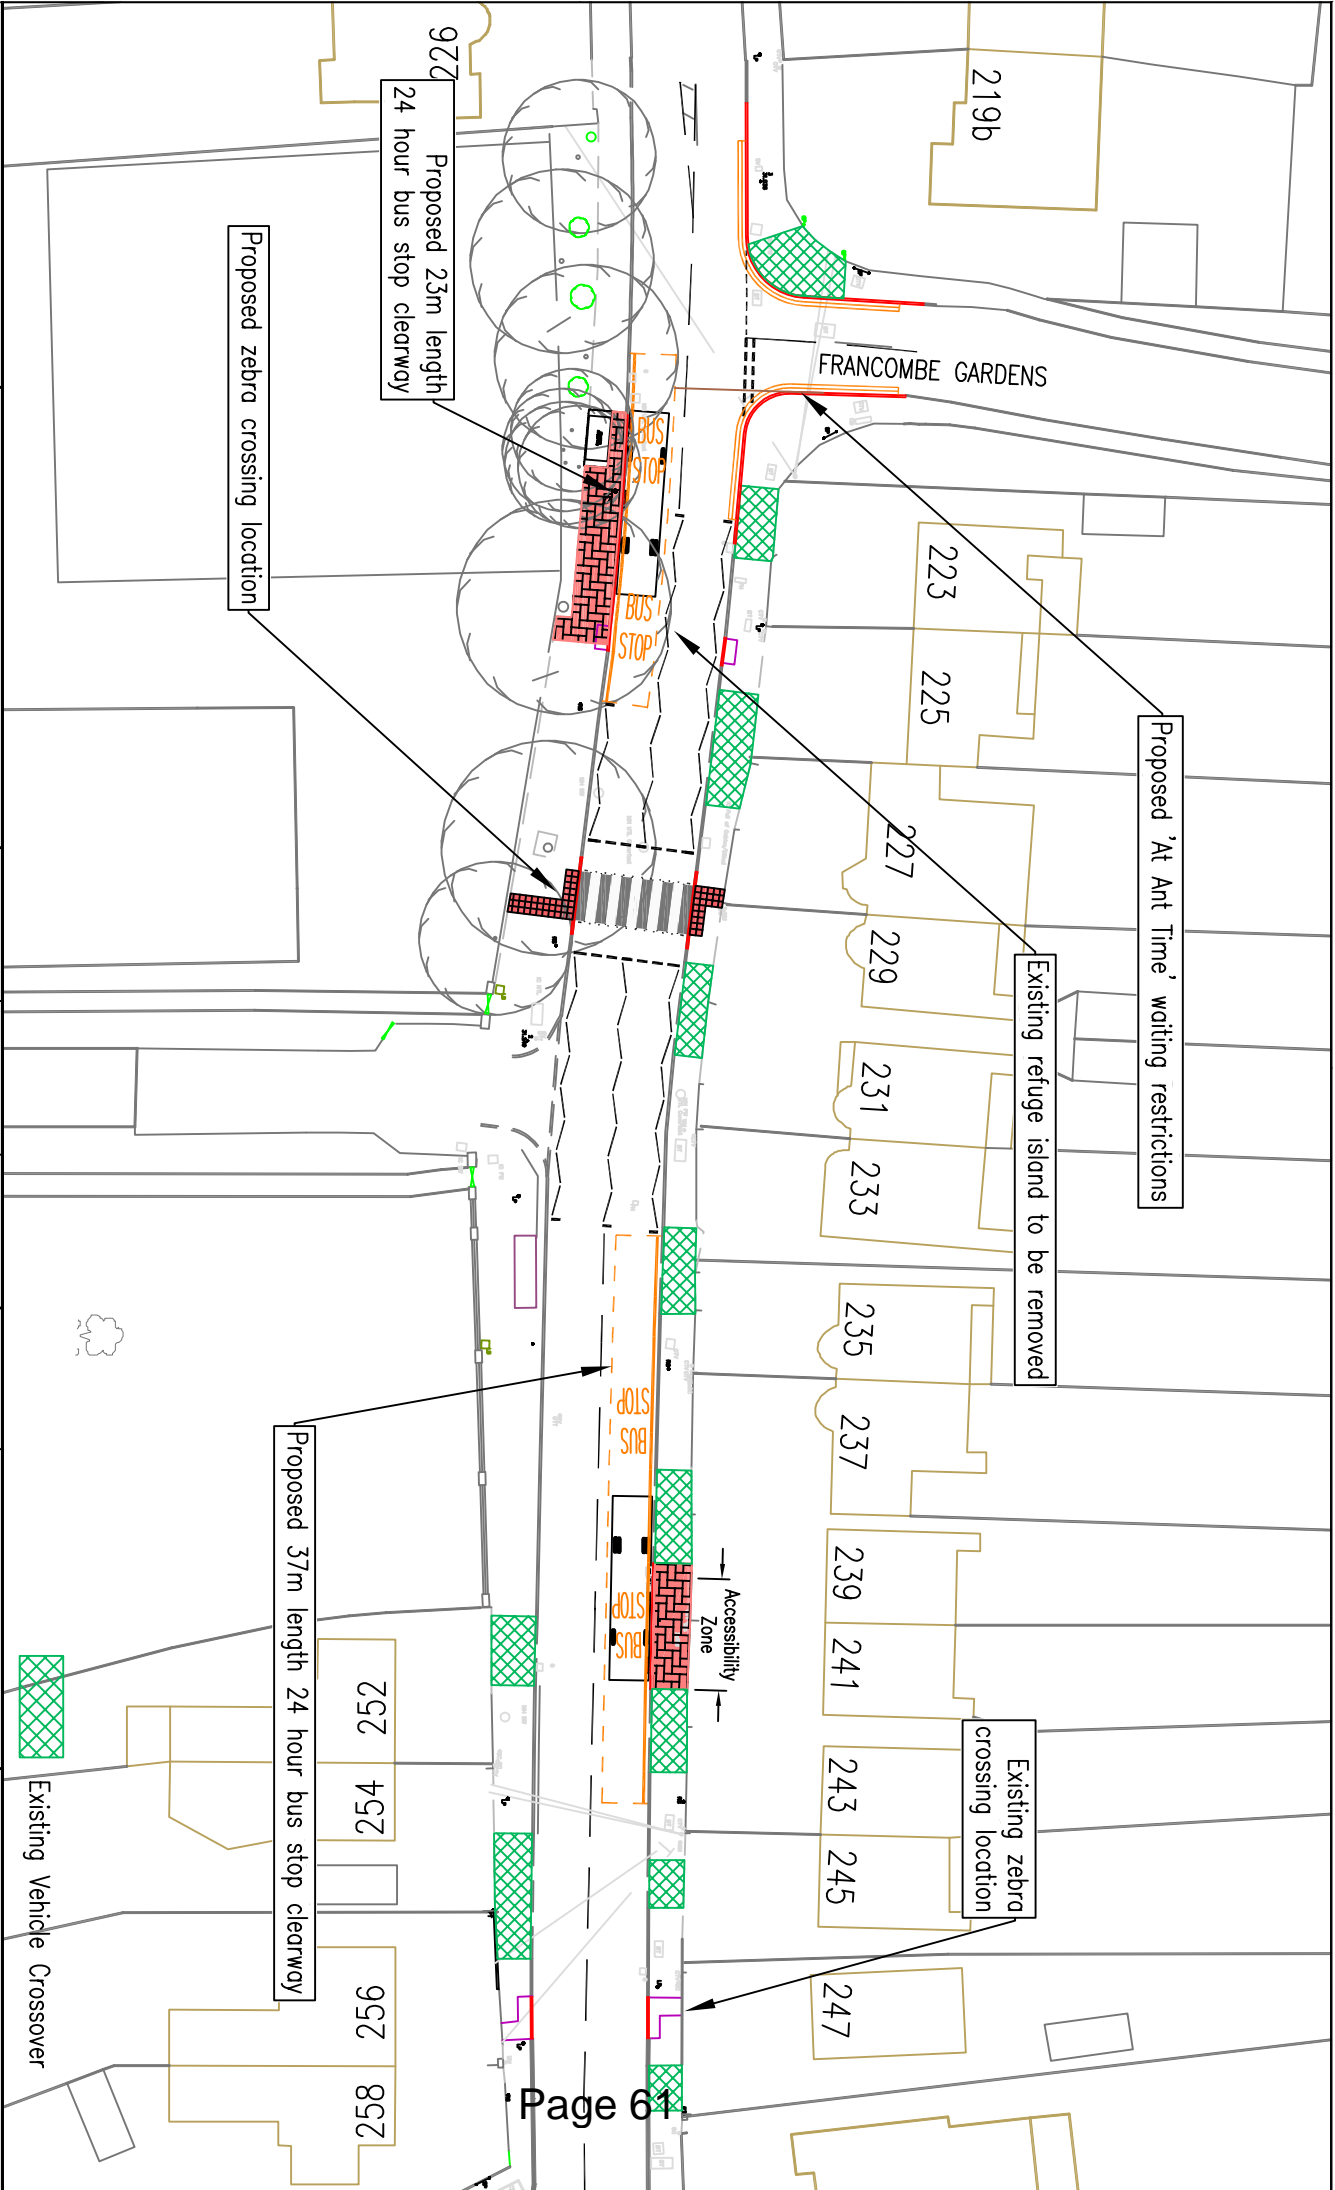 219b
226
Proposed 23m length
24 hour bus stop clearway
Proposed zebra crossing location
FRANCOMBE GARDENS
Proposed 'At Ant Time' waiting restrictions
Existing refuge island to be removed
BUS
STOP
BUS
STOP
223
225
227
229
231
233
235
237
239
241
243
245
247
BUS
STOP
BUS
STOP
Accessibility
Zone
Existing zebra
crossing location
Proposed 37m length 24 hour bus stop clearway
252
254
256
258
Existing Vehicle Crossover
Page 61